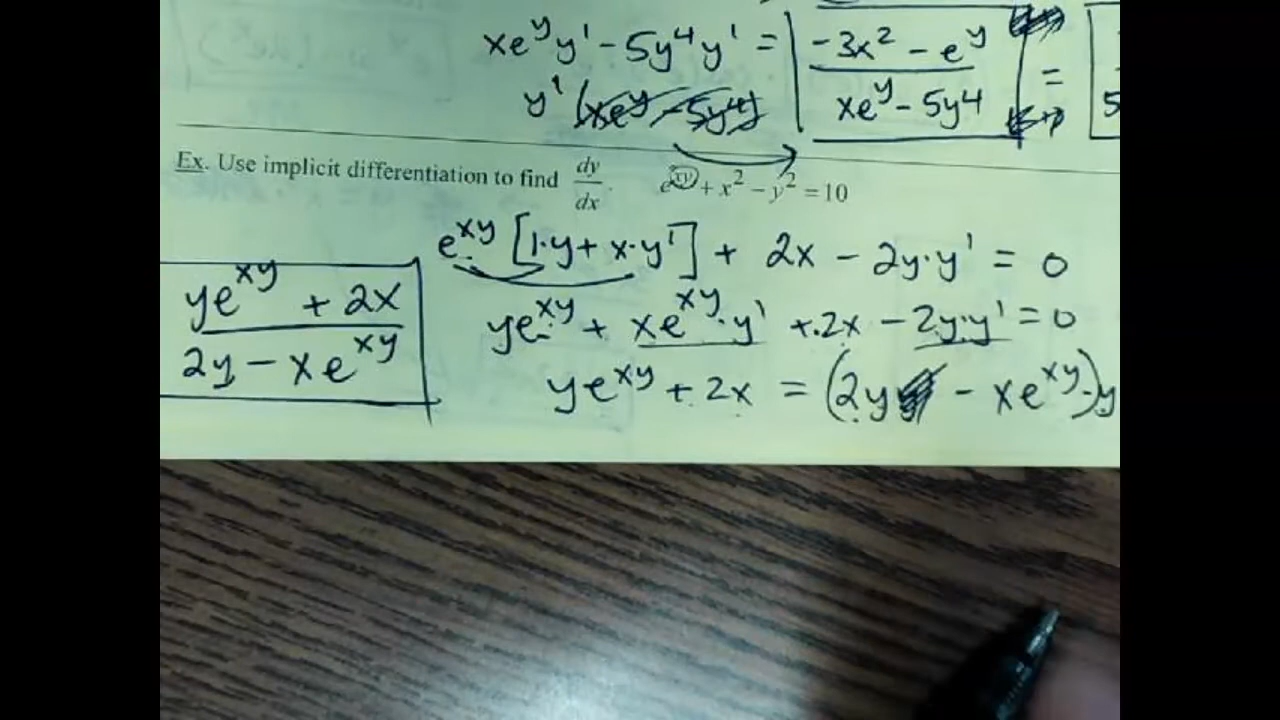 xe^y y' - 5y^4 y' = -3x^2 - e^y / xe^y - 5y^4 =
y' (xe^y - 5y^4)
Ex. Use implicit differentiation to find dy/dx. e^xy + x^2 - y^2 = 10
e^xy [1·y + x·y'] + 2x - 2y·y' = 0
ye^xy + xe^xy · y' + 2x - 2y·y' = 0
ye^xy + 2x = (2y - xe^xy)·y
ye^xy + 2x
2y - xe^xy